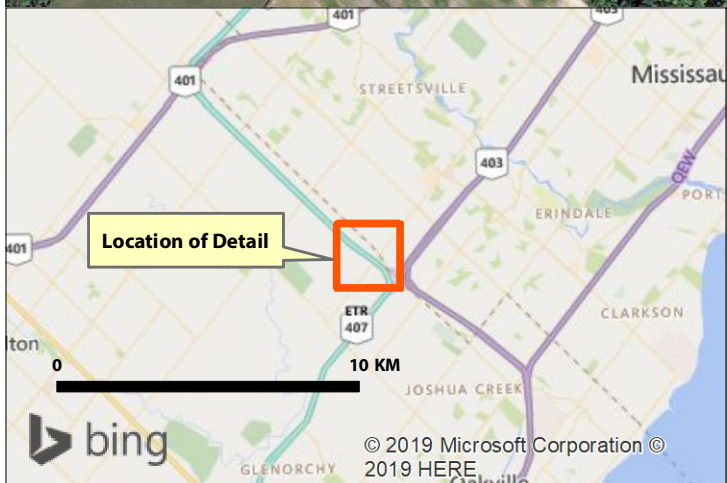 401
403
401
STREETSVILLE
Mississau
403
QEW
PORT
ERINDALE
Location of Detail
401
ETR
407
CLARKSON
lton
0 10 KM
JOSHUA CREEK
bing
© 2019 Microsoft Corporation ©
2019 HERE
GLENORCHY
Oakville